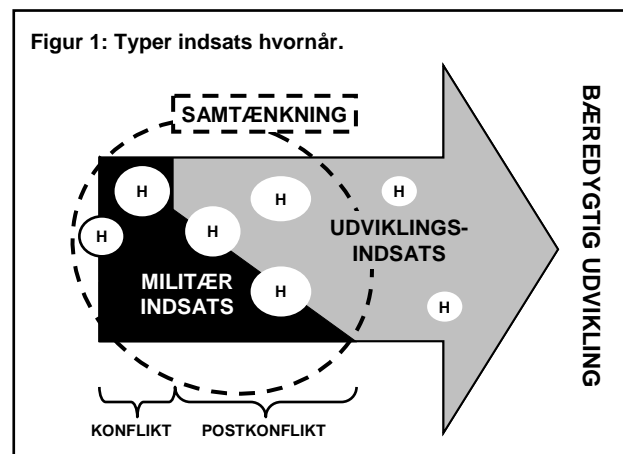 Figur 1: Typer indsats hvornår.
SAMTÆNKNING
H
H
H
H
H
H
H
UDVIKLINGS-
INDSATS
MILITÆR
INDSATS
KONFLIKT
POSTKONFLIKT
BÆREDYGTIG UDVIKLING